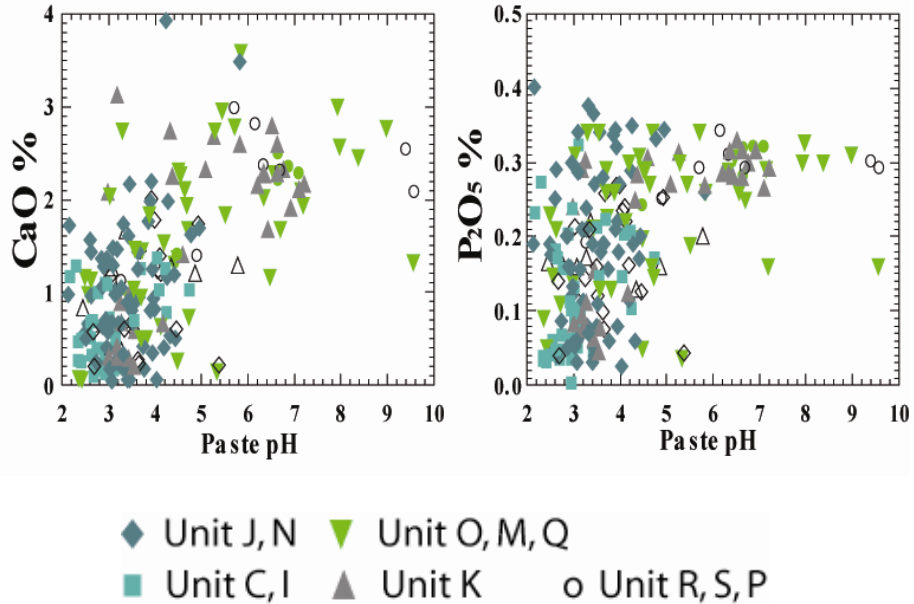 4
3
2
1
0
CaO %
2 3 4 5 6 7 8 9 10
Paste pH
0.5
0.4
0.3
0.2
0.1
0.0
P₂O₅ %
2 3 4 5 6 7 8 9 10
Paste pH
Unit J, N Unit O, M, Q
Unit C, I Unit K Unit R, S, P